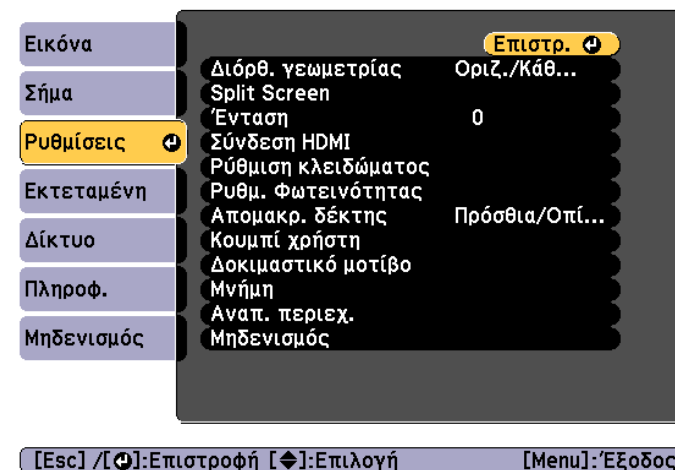 Εικόνα
Σήμα
Ρυθμίσεις
Εκτεταμένη
Δίκτυο
Πληροφ.
Μηδενισμός
Επιστρ.
Διόρθ. γεωμετρίας Οριζ./Κάθ...
Split Screen
Ένταση 0
Σύνδεση HDMI
Ρύθμιση κλειδώματος
Ρυθμ. Φωτεινότητας
Απομακρ. δέκτης Πρόσθια/Οπί...
Κουμπί χρήστη
Δοκιμαστικό μοτίβο
Μνήμη
Αναπ. περιεχ.
Μηδενισμός
[Esc] /[⏎]:Επιστροφή [◆]:Επιλογή [Menu]:Έξοδος